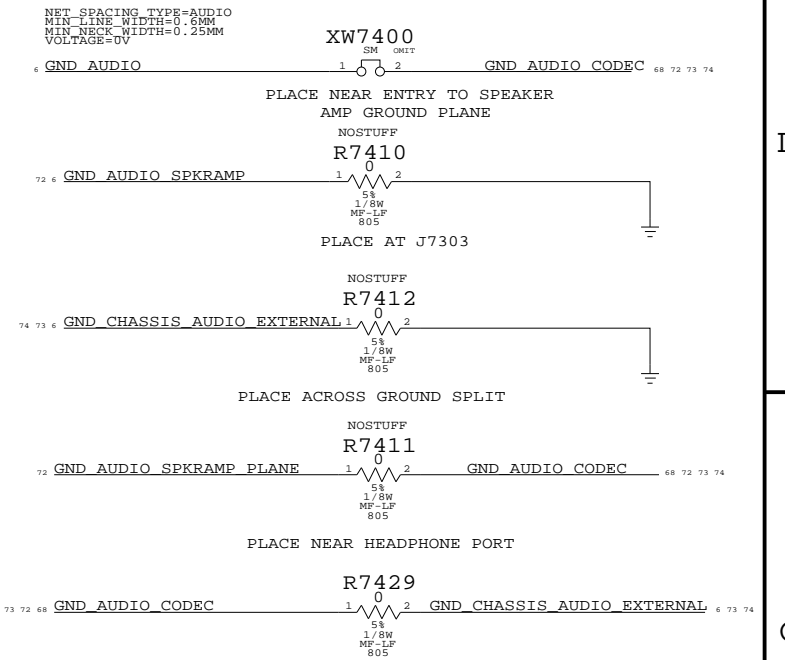 NET_SPACING_TYPE=AUDIO
MIN_LINE_WIDTH=0.6MM
MIN_NECK_WIDTH=0.25MM
VOLTAGE=0V
XW7400
SM OMIT
6 GND_AUDIO 1 2 GND_AUDIO_CODEC 68 72 73 74
PLACE NEAR ENTRY TO SPEAKER
AMP GROUND PLANE
NOSTUFF
R7410
0
72 6 GND_AUDIO_SPKRAMP 1 2
5%
1/8W
MF-LF
805
PLACE AT J7303
NOSTUFF
R7412
0
74 73 6 GND_CHASSIS_AUDIO_EXTERNAL 1 2
5%
1/8W
MF-LF
805
PLACE ACROSS GROUND SPLIT
NOSTUFF
R7411
0
72 GND_AUDIO_SPKRAMP_PLANE 1 2 GND_AUDIO_CODEC 68 72 73 74
5%
1/8W
MF-LF
805
PLACE NEAR HEADPHONE PORT
R7429
0
73 72 68 GND_AUDIO_CODEC 1 2 GND_CHASSIS_AUDIO_EXTERNAL 6 73 74
5%
1/8W
MF-LF
805